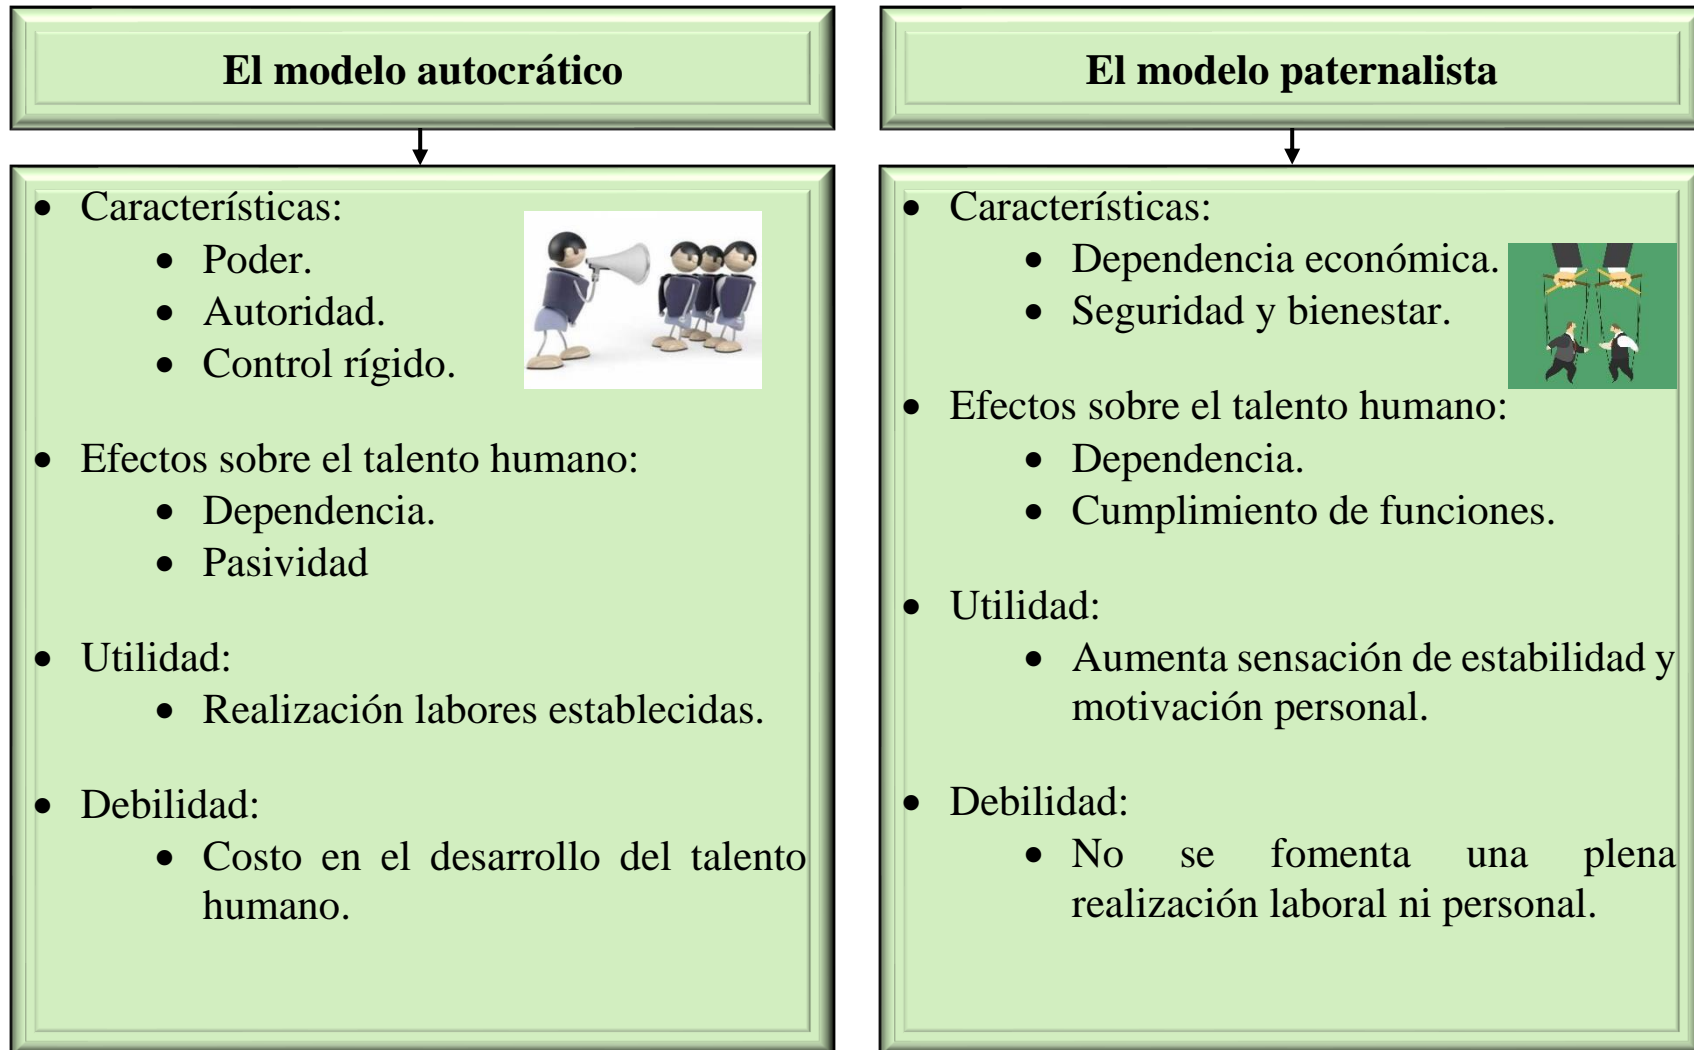 El modelo autocrático
• Características:
• Poder.
• Autoridad.
• Control rígido.
• Efectos sobre el talento humano:
• Dependencia.
• Pasividad
• Utilidad:
• Realización labores establecidas.
• Debilidad:
• Costo en el desarrollo del talento
humano.
El modelo paternalista
• Características:
• Dependencia económica.
• Seguridad y bienestar.
• Efectos sobre el talento humano:
• Dependencia.
• Cumplimiento de funciones.
• Utilidad:
• Aumenta sensación de estabilidad y
motivación personal.
• Debilidad:
• No se fomenta una plena
realización laboral ni personal.